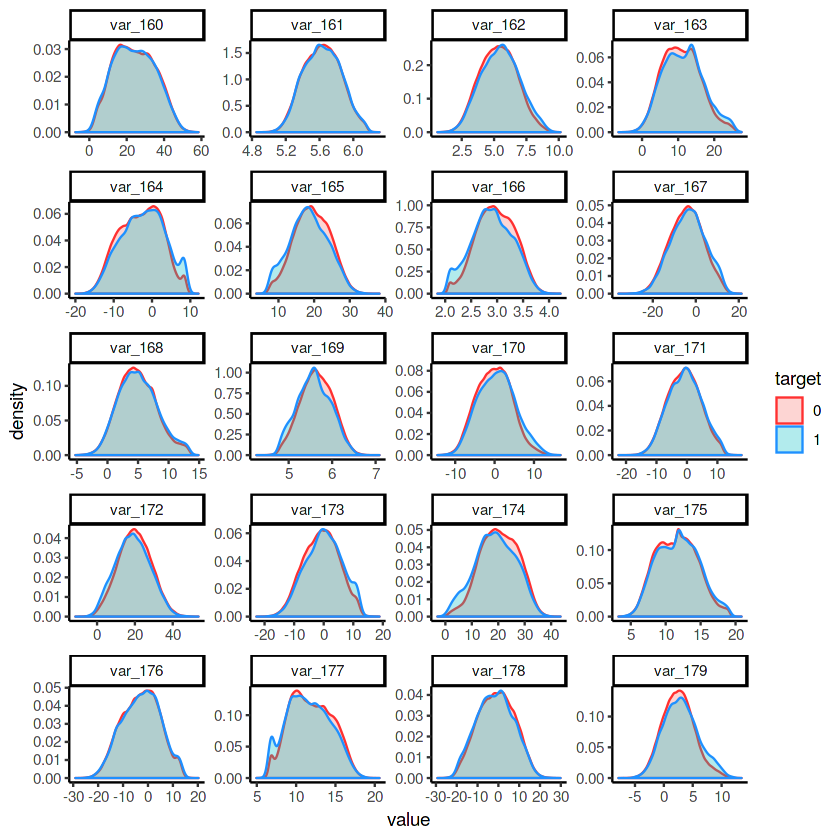 var_160 var_161 var_162 var_163
0.03 0.02 0.01 0.00
0 20 40 60
1.5 1.0 0.5 0.0
4.8 5.2 5.6 6.0
0.2 0.1 0.0
2.5 5.0 7.5 10.0
0.06 0.04 0.02 0.00
0 10 20
var_164 var_165 var_166 var_167
0.06 0.04 0.02 0.00
-20 -10 0 10
0.06 0.04 0.02 0.00
10 20 30 40
1.00 0.75 0.50 0.25 0.00
2.0 2.5 3.0 3.5 4.0
0.05 0.04 0.03 0.02 0.01 0.00
-20 0 20
var_168 var_169 var_170 var_171
0.10 0.05 0.00
-5 0 5 10 15
1.00 0.75 0.50 0.25 0.00
5 6 7
0.08 0.06 0.04 0.02 0.00
-10 0 10
0.06 0.04 0.02 0.00
-20 -10 0 10
var_172 var_173 var_174 var_175
0.04 0.03 0.02 0.01 0.00
0 20 40
0.06 0.04 0.02 0.00
-20 -10 0 10 20
0.05 0.04 0.03 0.02 0.01 0.00
0 10 20 30 40
0.10 0.05 0.00
5 10 15 20
var_176 var_177 var_178 var_179
0.05 0.04 0.03 0.02 0.01 0.00
-30 -20 -10 0 10 20
0.10 0.05 0.00
5 10 15 20
0.04 0.03 0.02 0.01 0.00
-30 -20 -10 0 10 20 30
0.10 0.05 0.00
-5 0 5 10
density
value
target
0
1